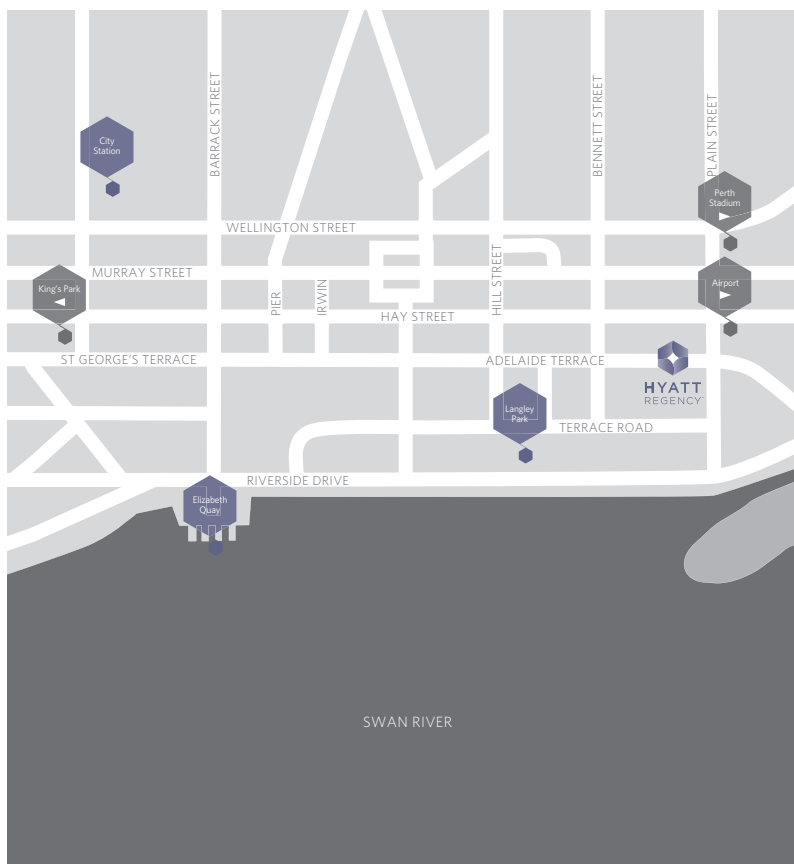 BARRACK STREET
BENNETT STREET
PLAIN STREET
City
Station
Perth
Stadium
WELLINGTON STREET
MURRAY STREET
HILL STREET
King's Park
Airport
PIER
IRWIN
HAY STREET
ST GEORGE'S TERRACE
ADELAIDE TERRACE
HYATT
REGENCY™
Langley
Park
TERRACE ROAD
RIVERSIDE DRIVE
Elizabeth
Quay
SWAN RIVER